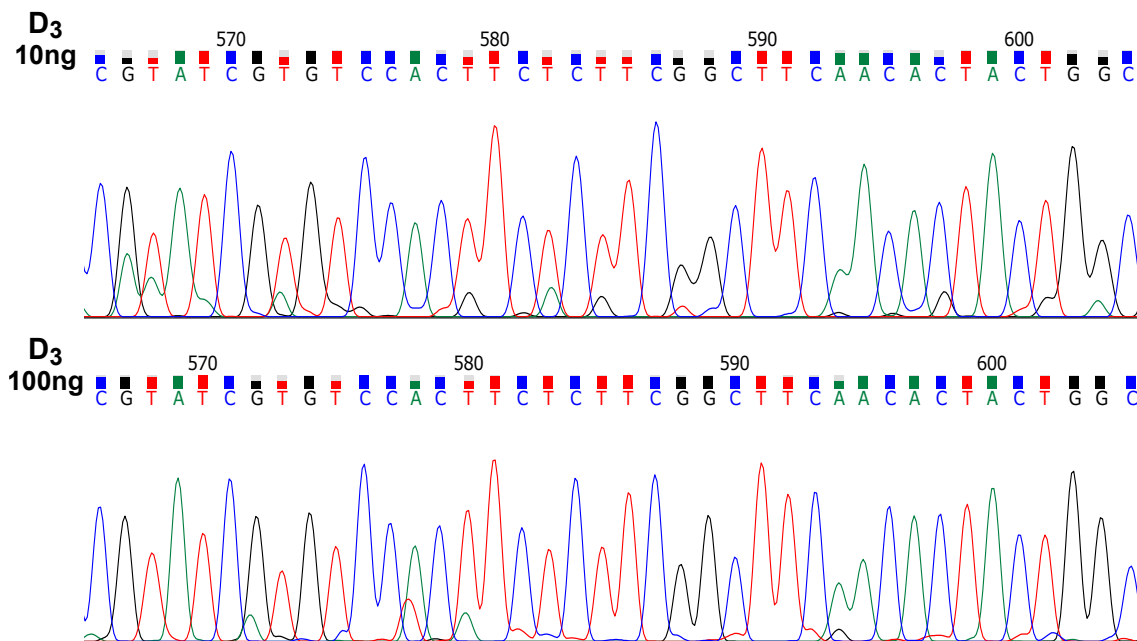 D3
570 580 590 600
10ng
C G T A T C G T G T C C A C T T C T C T T C G G C T T C A A C A C T A C T G G C
D3
570 580 590 600
100ng
C G T A T C G T G T C C A C T T C T C T T C G G C T T C A A C A C T A C T G G C